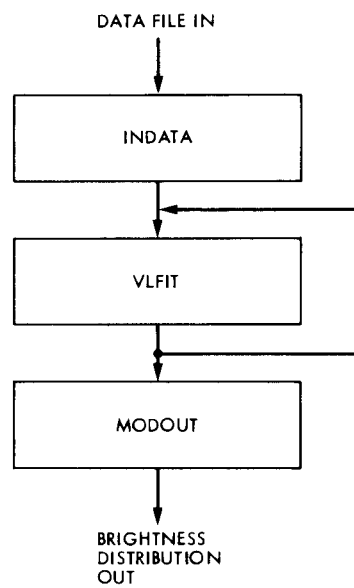 DATA FILE IN
INDATA
VLFIT
MODOUT
BRIGHTNESS
DISTRIBUTION
OUT